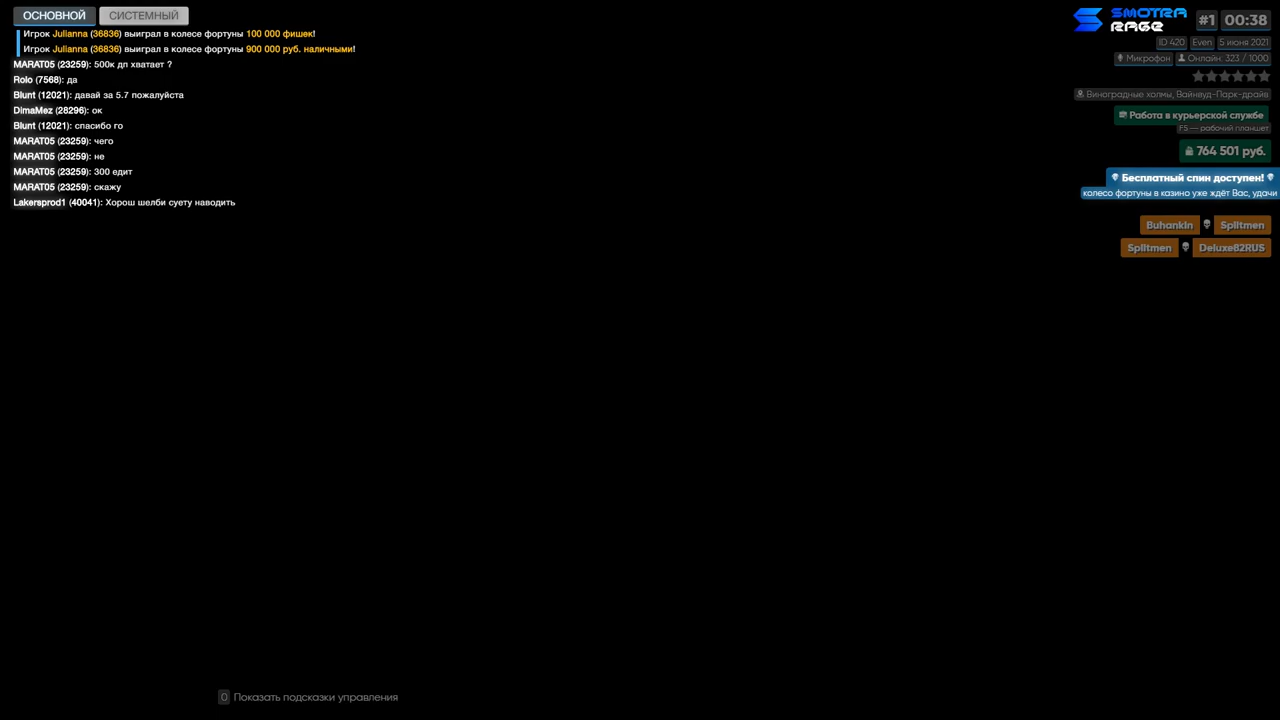 ОСНОВНОЙ СИСТЕМНЫЙ
Игрок Julianna (36836) выиграл в колесе фортуны 100 000 фишек!
Игрок Julianna (36836) выиграл в колесе фортуны 900 000 руб. наличными!
MARAT05 (23259): 500к дп хватает ?
Rolo (7568): да
Blunt (12021): давай за 5.7 пожалуйста
DimaMez (28296): ок
Blunt (12021): спасибо го
MARAT05 (23259): чего
MARAT05 (23259): не
MARAT05 (23259): 300 едит
MARAT05 (23259): скажу
Lakersprod1 (40041): Хорош шелби суету наводить
SMOTRA
RAGE
#1 00:38
ID 420 Even 5 июня 2021
Микрофон Онлайн: 323 / 1000
Виноградные холмы, Вайнвуд-Парк-драйв
Работа в курьерской службе
F5 — рабочий планшет
764 501 руб.
Бесплатный спин доступен!
колесо фортуны в казино уже ждёт Вас, удачи
Buhankin Splitmen
Splitmen Deluxe82RUS
0 Показать подсказки управления